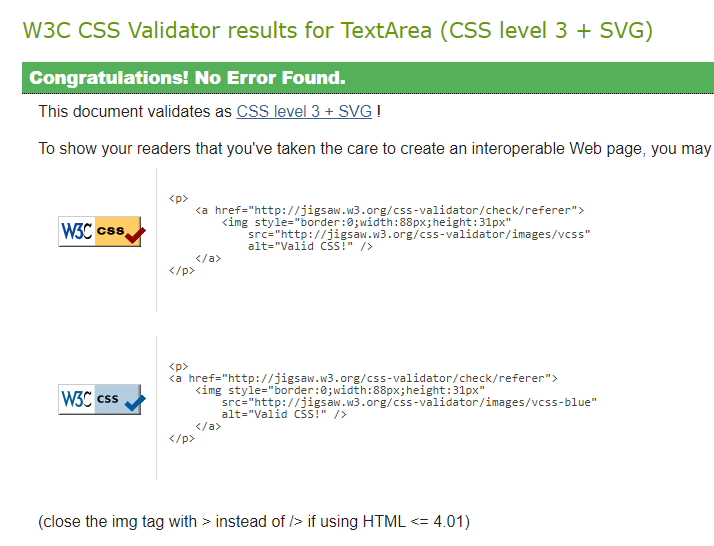 W3C CSS Validator results for TextArea (CSS level 3 + SVG)
Congratulations! No Error Found.
This document validates as CSS level 3 + SVG !
To show your readers that you've taken the care to create an interoperable Web page, you may
<p>
<a href="http://jigsaw.w3.org/css-validator/check/referer">
<img style="border:0;width:88px;height:31px"
W3C css
src="http://jigsaw.w3.org/css-validator/images/vcss"
alt="Valid CSS!" />
</a>
</p>
<p>
<a href="http://jigsaw.w3.org/css-validator/check/referer">
<img style="border:0;width:88px;height:31px"
W3C css
src="http://jigsaw.w3.org/css-validator/images/vcss-blue"
alt="Valid CSS!" />
</a>
</p>
(close the img tag with > instead of /> if using HTML <= 4.01)